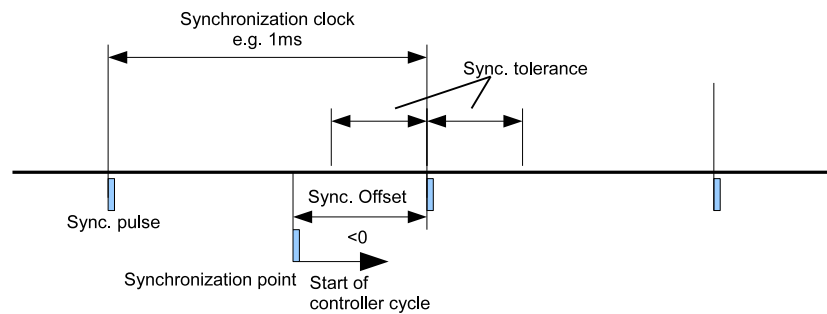 Synchronization clock
e.g. 1ms
Sync. tolerance
Sync. Offset
Sync. pulse
<0
Synchronization point
Start of
controller cycle